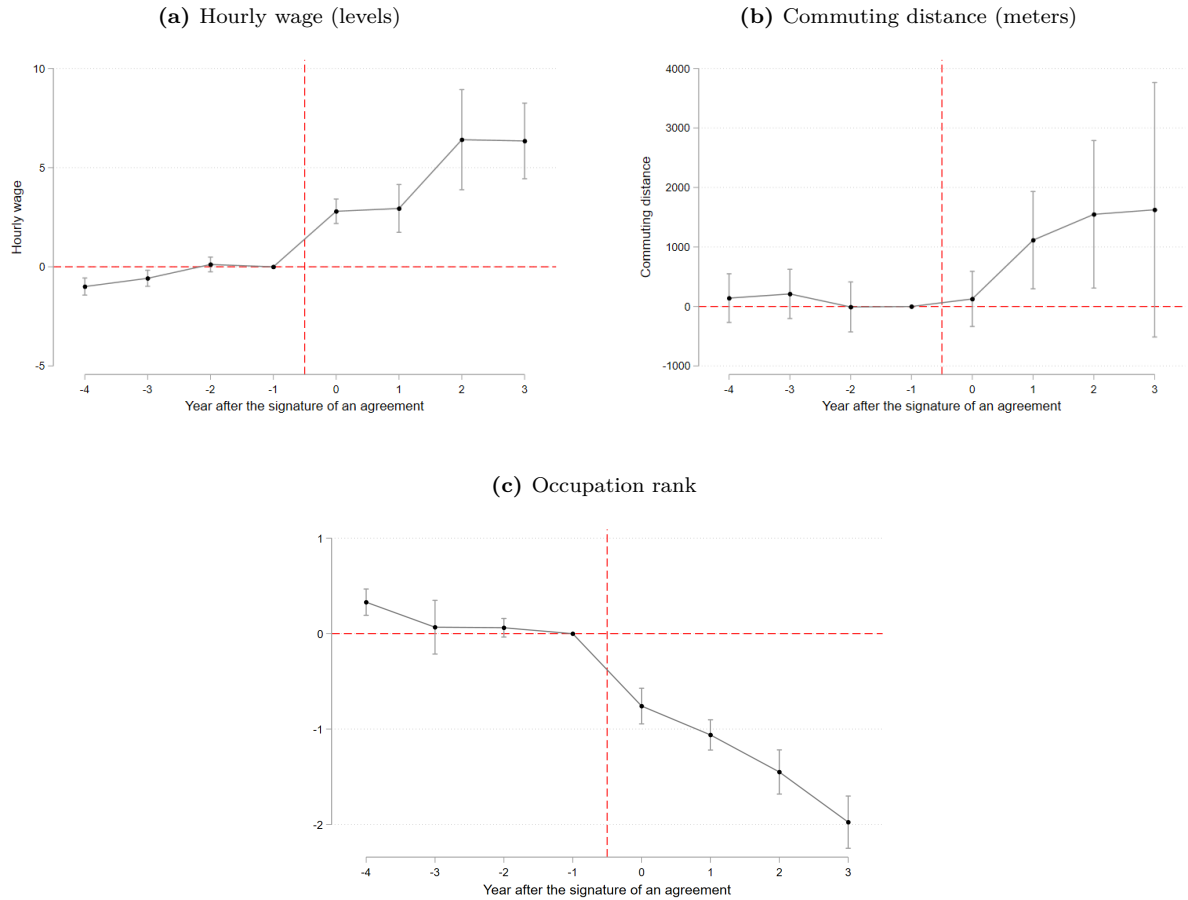 (a) Hourly wage (levels)
10
5
0
-5
Hourly wage
-4 -3 -2 -1 0 1 2 3
Year after the signature of an agreement
(b) Commuting distance (meters)
4000
3000
2000
1000
0
-1000
Commuting distance
-4 -3 -2 -1 0 1 2 3
Year after the signature of an agreement
(c) Occupation rank
1
0
-1
-2
-4 -3 -2 -1 0 1 2 3
Year after the signature of an agreement